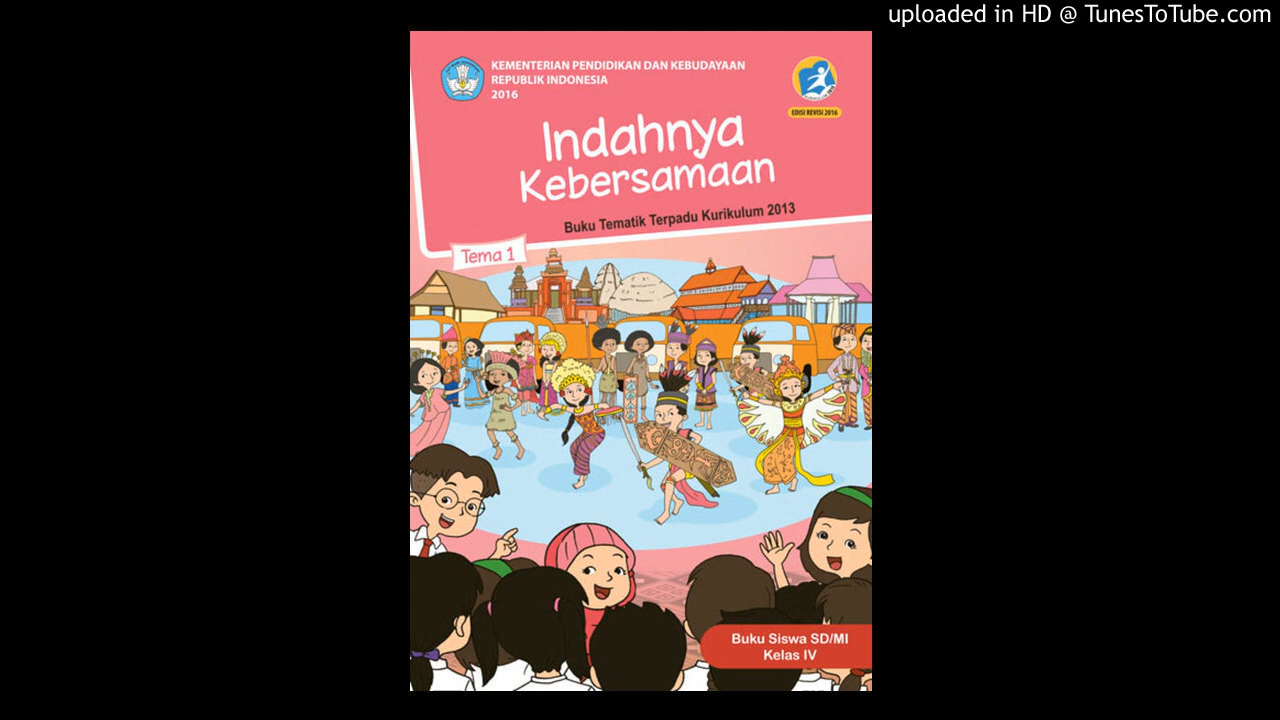 uploaded in HD @ TunesToTube.com
KEMENTERIAN PENDIDIKAN DAN KEBUDAYAAN
REPUBLIK INDONESIA
2016
EDISI REVISI 2016
Indahnya
Kebersamaan
Buku Tematik Terpadu Kurikulum 2013
Tema 1
Buku Siswa SD/MI
Kelas IV